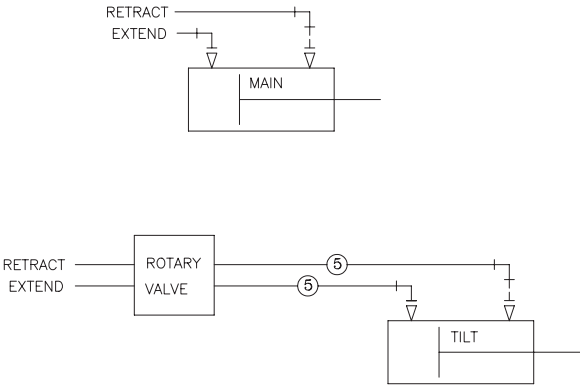 RETRACT
EXTEND
MAIN
RETRACT
EXTEND
ROTARY
VALVE
5
5
TILT